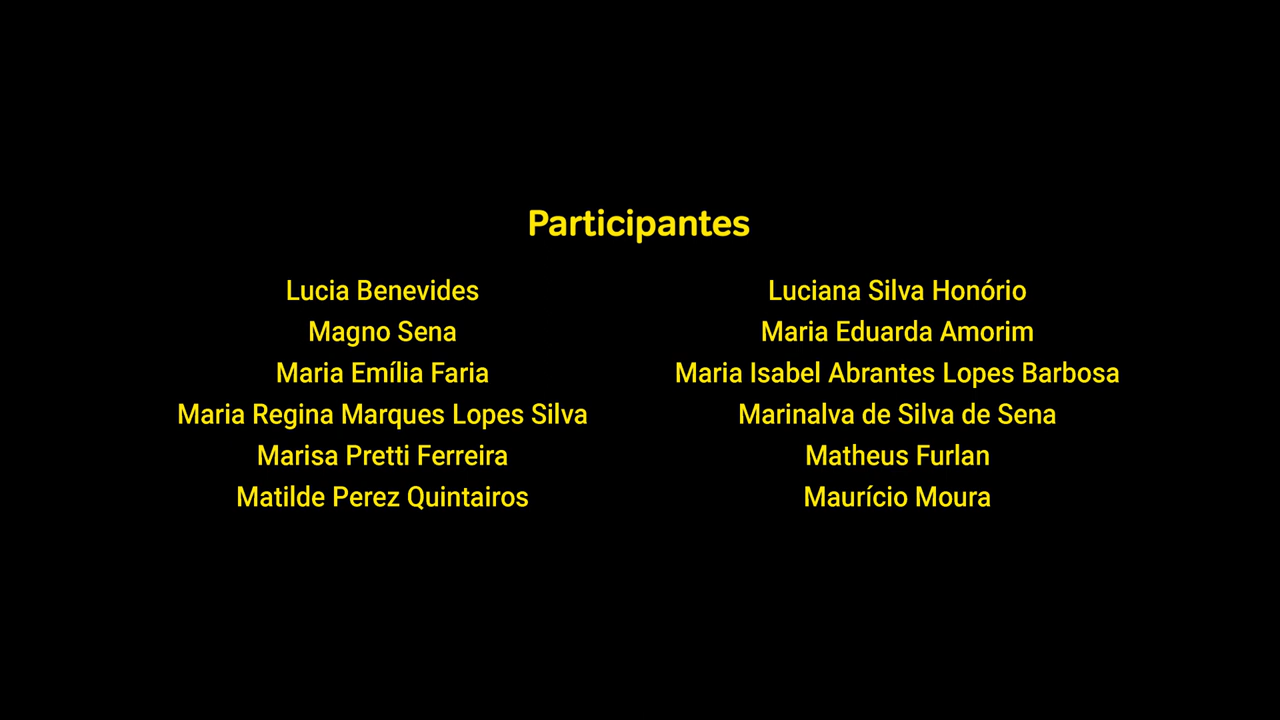 Participantes
Lucia Benevides
Luciana Silva Honório
Magno Sena
Maria Eduarda Amorim
Maria Emília Faria
Maria Isabel Abrantes Lopes Barbosa
Maria Regina Marques Lopes Silva
Marinalva de Silva de Sena
Marisa Pretti Ferreira
Matheus Furlan
Matilde Perez Quintairos
Maurício Moura